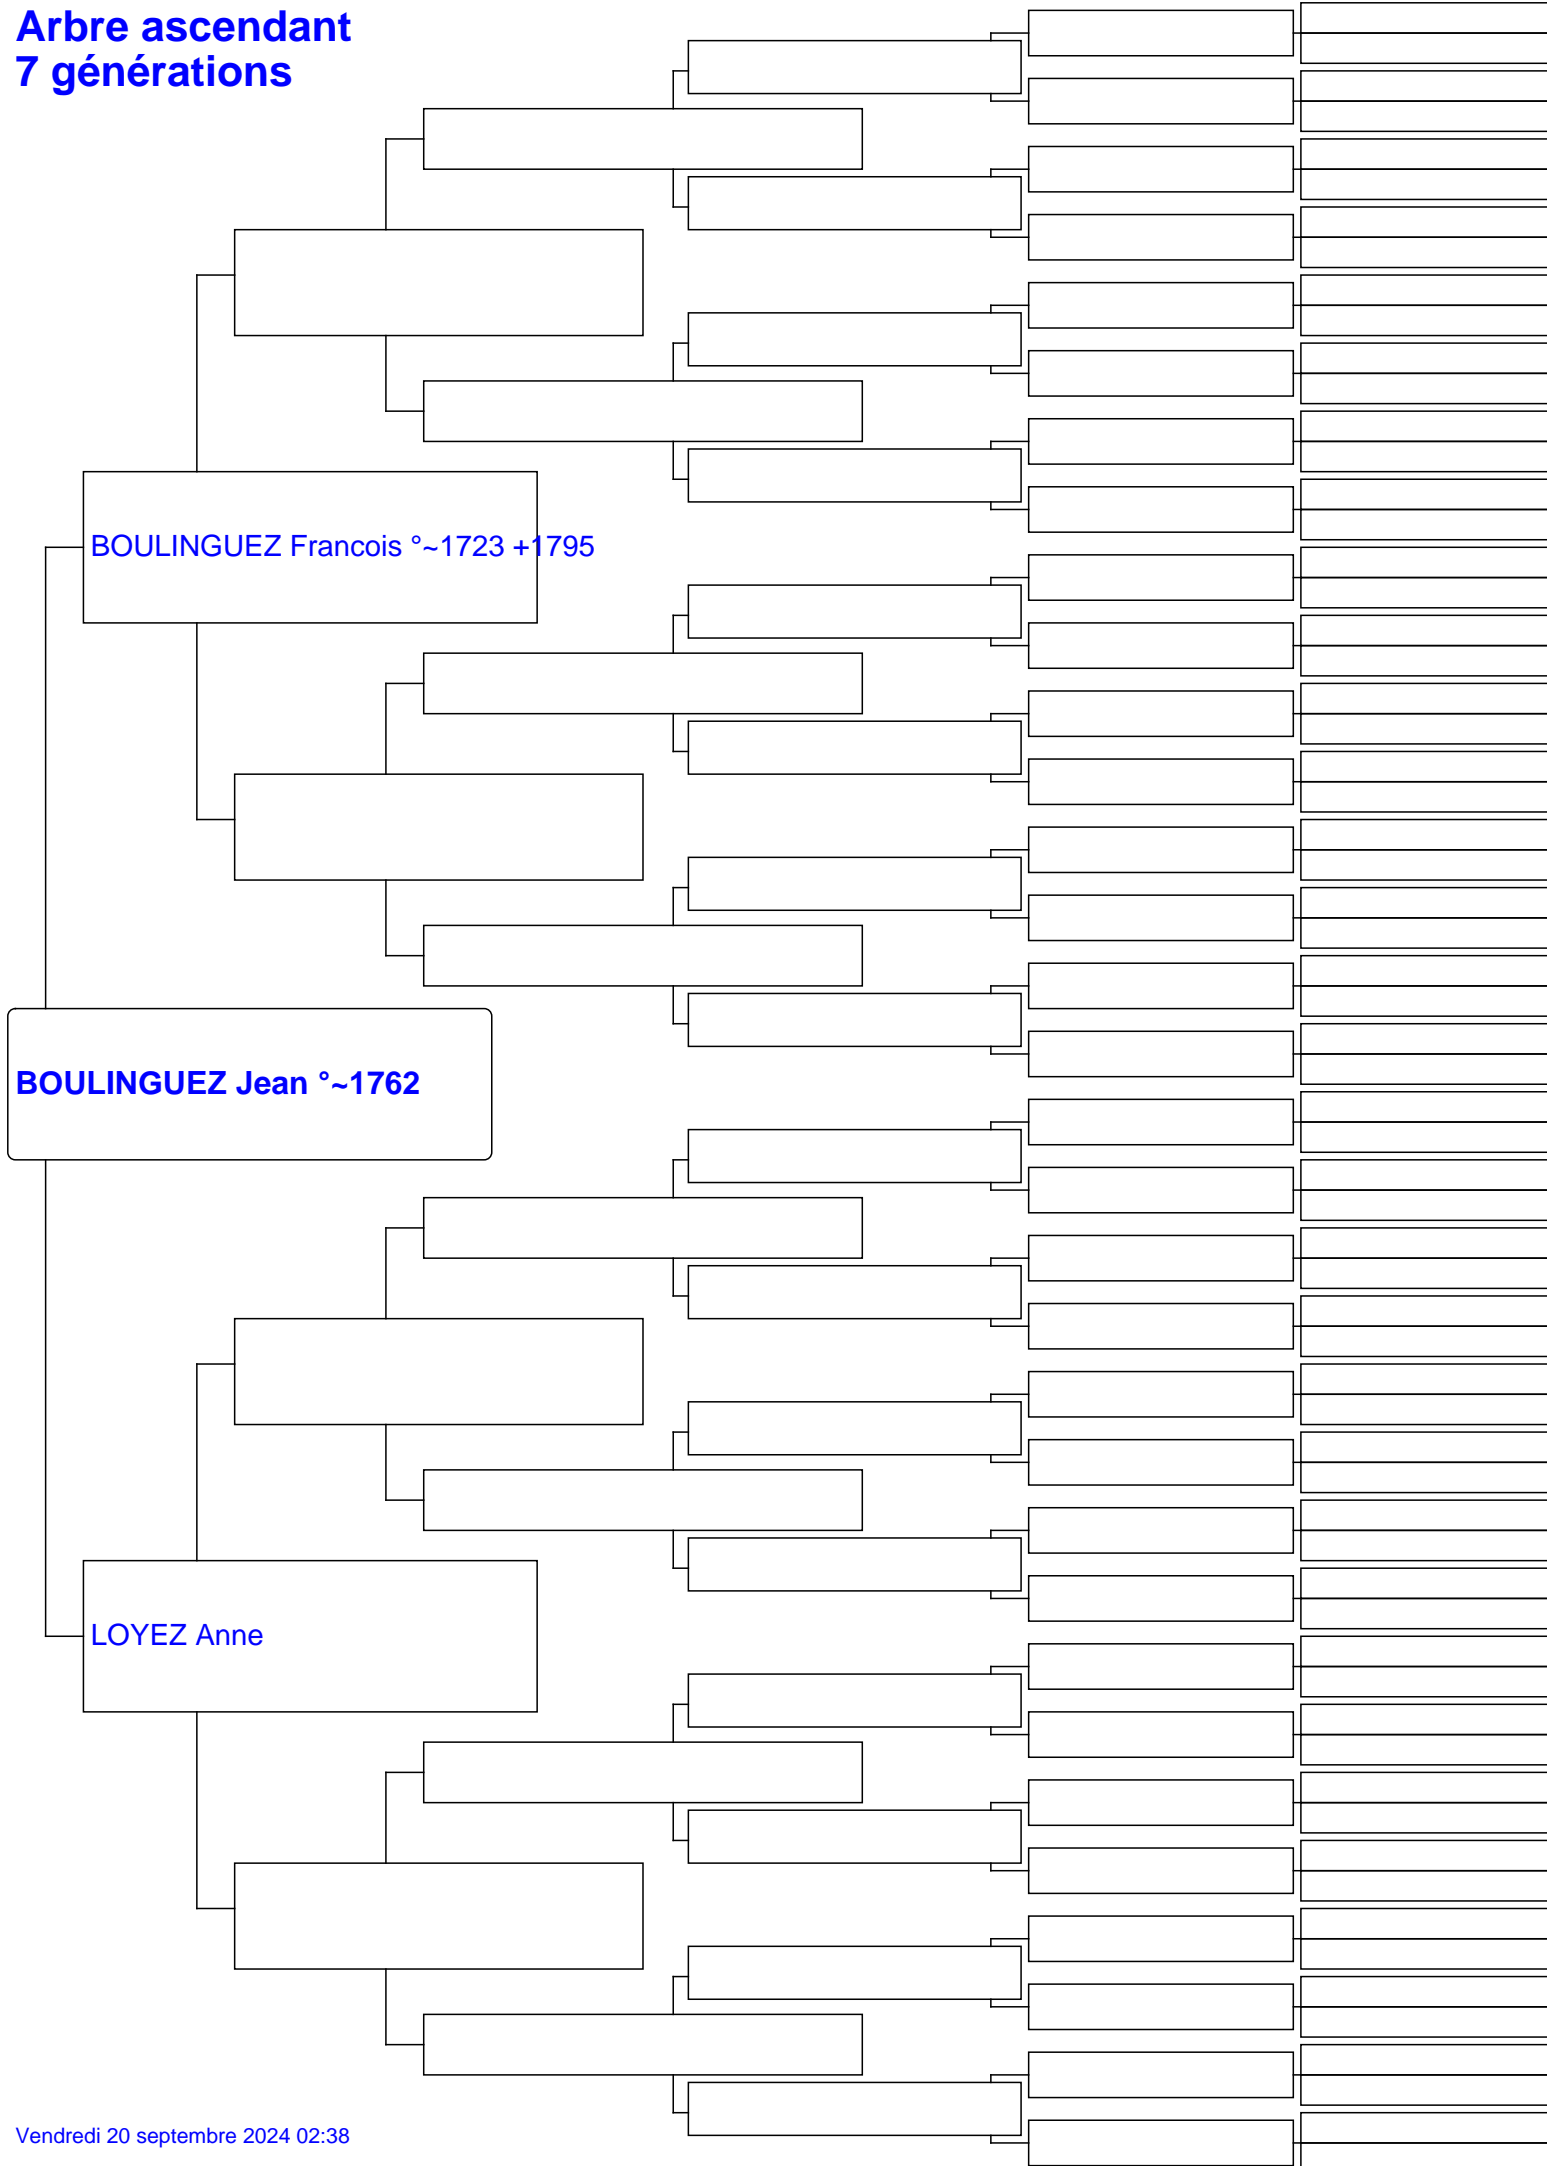 Arbre ascendant
7 générations
BOULINGUEZ Francois °~1723 +1795
BOULINGUEZ Jean °~1762
LOYEZ Anne
Vendredi 20 septembre 2024 02:38